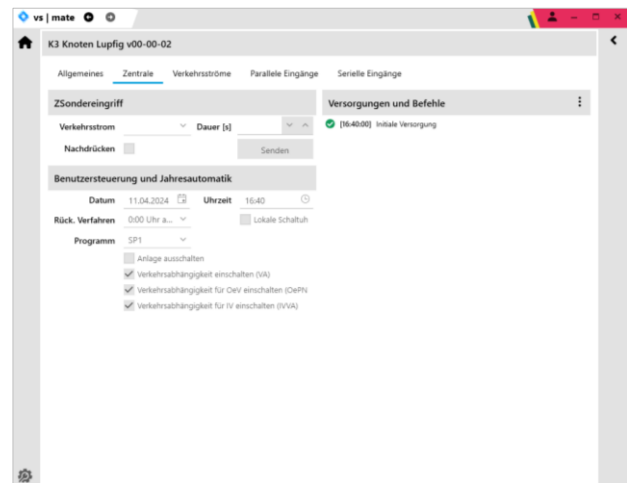 vs | mate
K3 Knoten Lupfig v00-00-02
Allgemeines Zentrale Verkehrsströme Parallele Eingänge Serielle Eingänge
ZSondereingriff
Verkehrsstrom Dauer [s]
Nachdrücken Senden
Benutzersteuerung und Jahresautomatik
Datum 11.04.2024 Uhrzeit 16:40
Rück. Verfahren 0:00 Uhr a... Lokale Schaltuh
Programm SP1
Anlage ausschalten
Verkehrsabhängigkeit einschalten (VA)
Verkehrsabhängigkeit für OeV einschalten (OePN
Verkehrsabhängigkeit für IV einschalten (IVVA)
Versorgungen und Befehle
[16:40:00] Initiale Versorgung